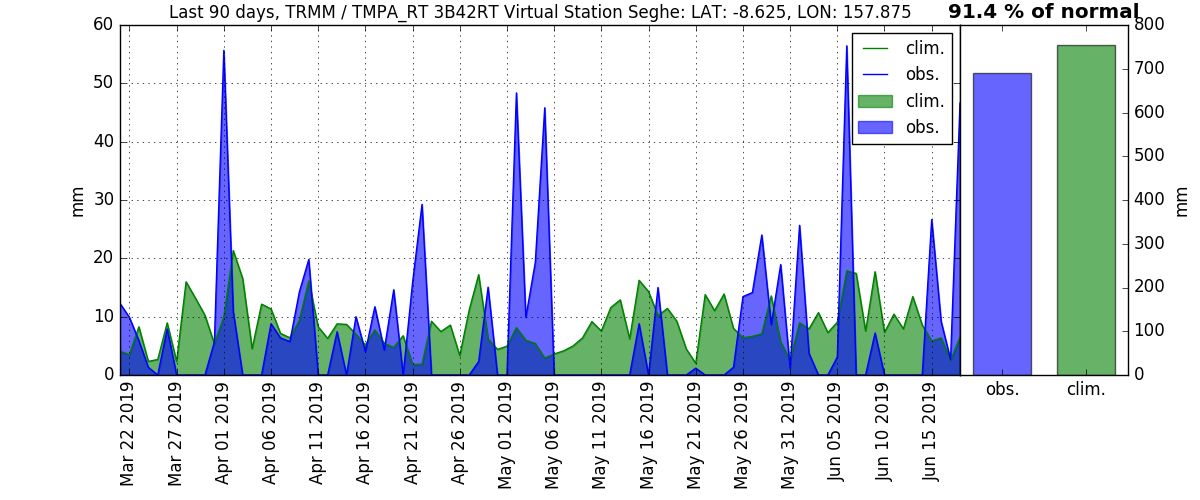 Last 90 days, TRMM / TMPA_RT 3B42RT Virtual Station Seghe: LAT: -8.625, LON: 157.875
91.4 % of normal
60
50
40
30
20
10
0
mm
clim.
obs.
clim.
obs.
800
700
600
500
400
300
200
100
0
mm
obs.
clim.
Mar 22 2019
Mar 27 2019
Apr 01 2019
Apr 06 2019
Apr 11 2019
Apr 16 2019
Apr 21 2019
Apr 26 2019
May 01 2019
May 06 2019
May 11 2019
May 16 2019
May 21 2019
May 26 2019
May 31 2019
Jun 05 2019
Jun 10 2019
Jun 15 2019